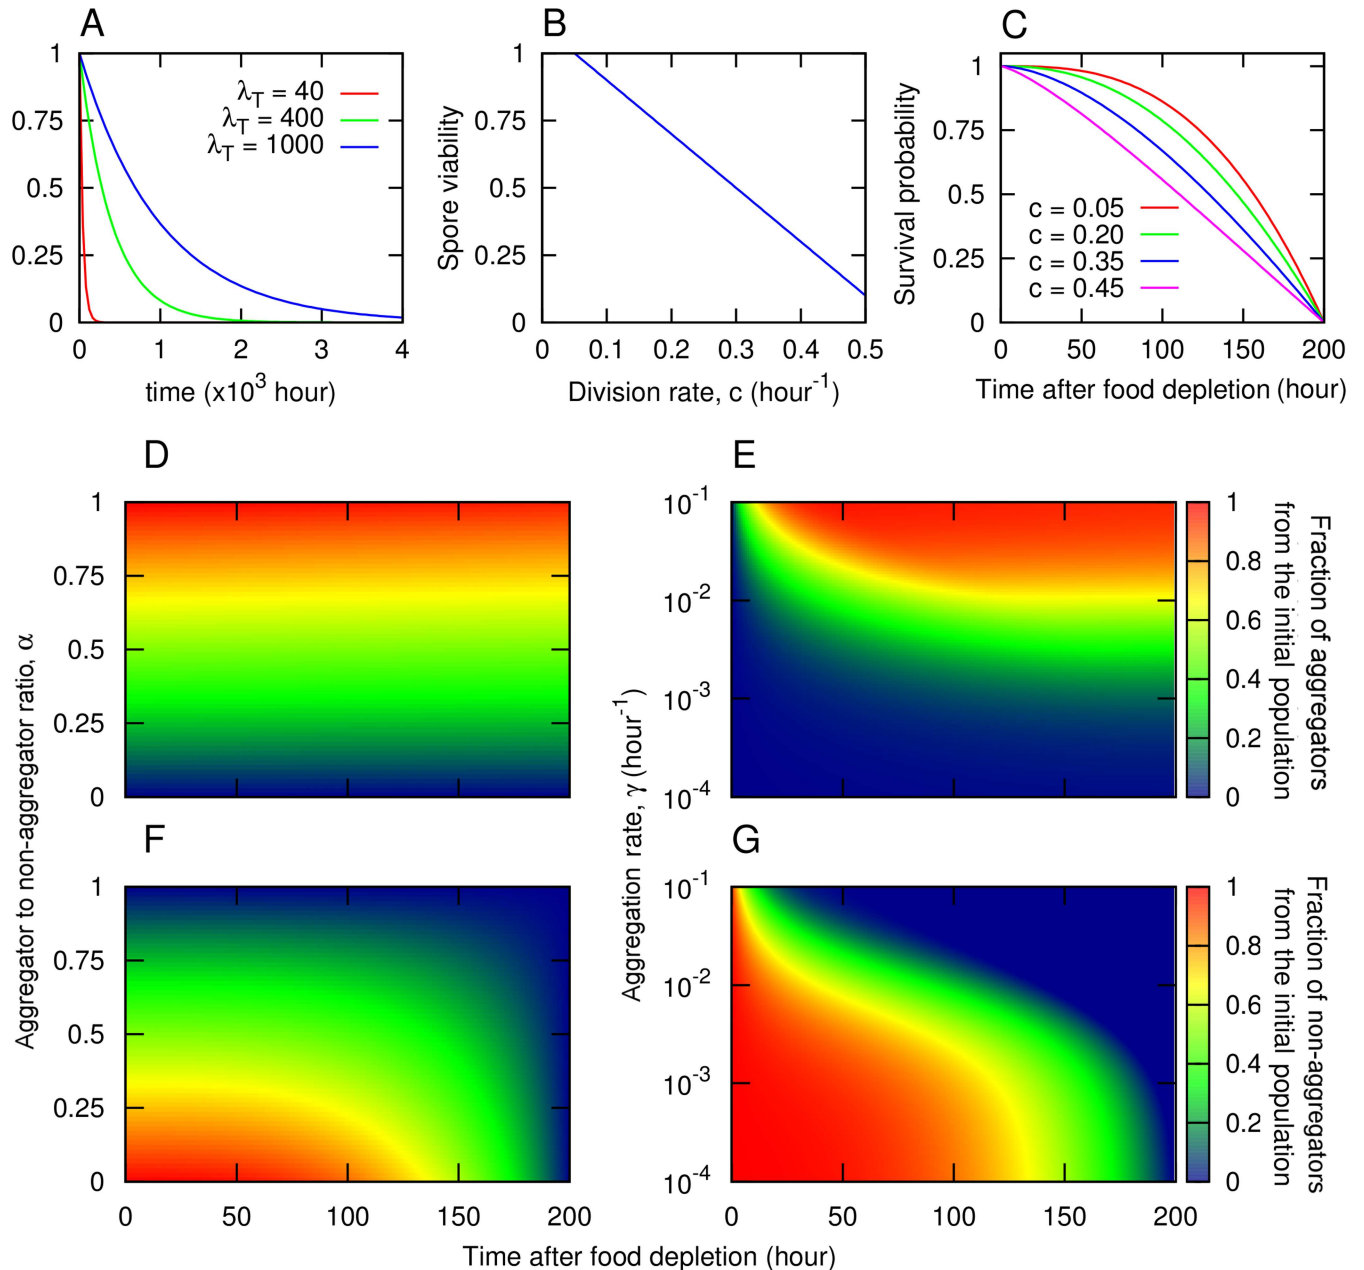 A
1
0.75
0.5
0.25
0
λT = 40
λT = 400
λT = 1000
0 1 2 3 4
time (x10³ hour)
B
Spore viability
1
0.75
0.5
0.25
0
0 0.1 0.2 0.3 0.4 0.5
Division rate, c (hour⁻¹)
C
Survival probability
1
0.75
0.5
0.25
0
c = 0.05
c = 0.20
c = 0.35
c = 0.45
0 50 100 150 200
Time after food depletion (hour)
Aggregator to non-aggregator ratio, α
D
1
0.75
0.5
0.25
0
Aggregation rate, γ (hour⁻¹)
E
10⁻¹
10⁻²
10⁻³
10⁻⁴
1
0.8
0.6
0.4
0.2
0
Fraction of aggregators
from the initial population
F
1
0.75
0.5
0.25
0
0 50 100 150 200
G
10⁻¹
10⁻²
10⁻³
10⁻⁴
0 50 100 150 200
1
0.8
0.6
0.4
0.2
0
Fraction of non-aggregators
from the initial population
Time after food depletion (hour)